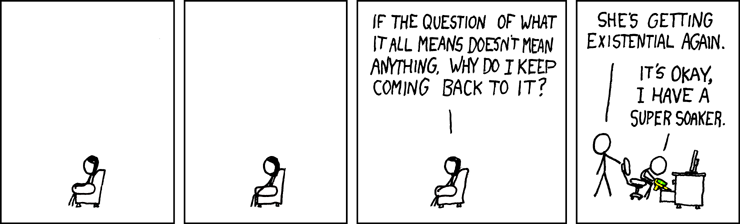 IF THE QUESTION OF WHAT
IT ALL MEANS DOESN'T MEAN
ANYTHING, WHY DO I KEEP
COMING BACK TO IT?
SHE'S GETTING
EXISTENTIAL AGAIN.
IT'S OKAY,
I HAVE A
SUPER SOAKER.